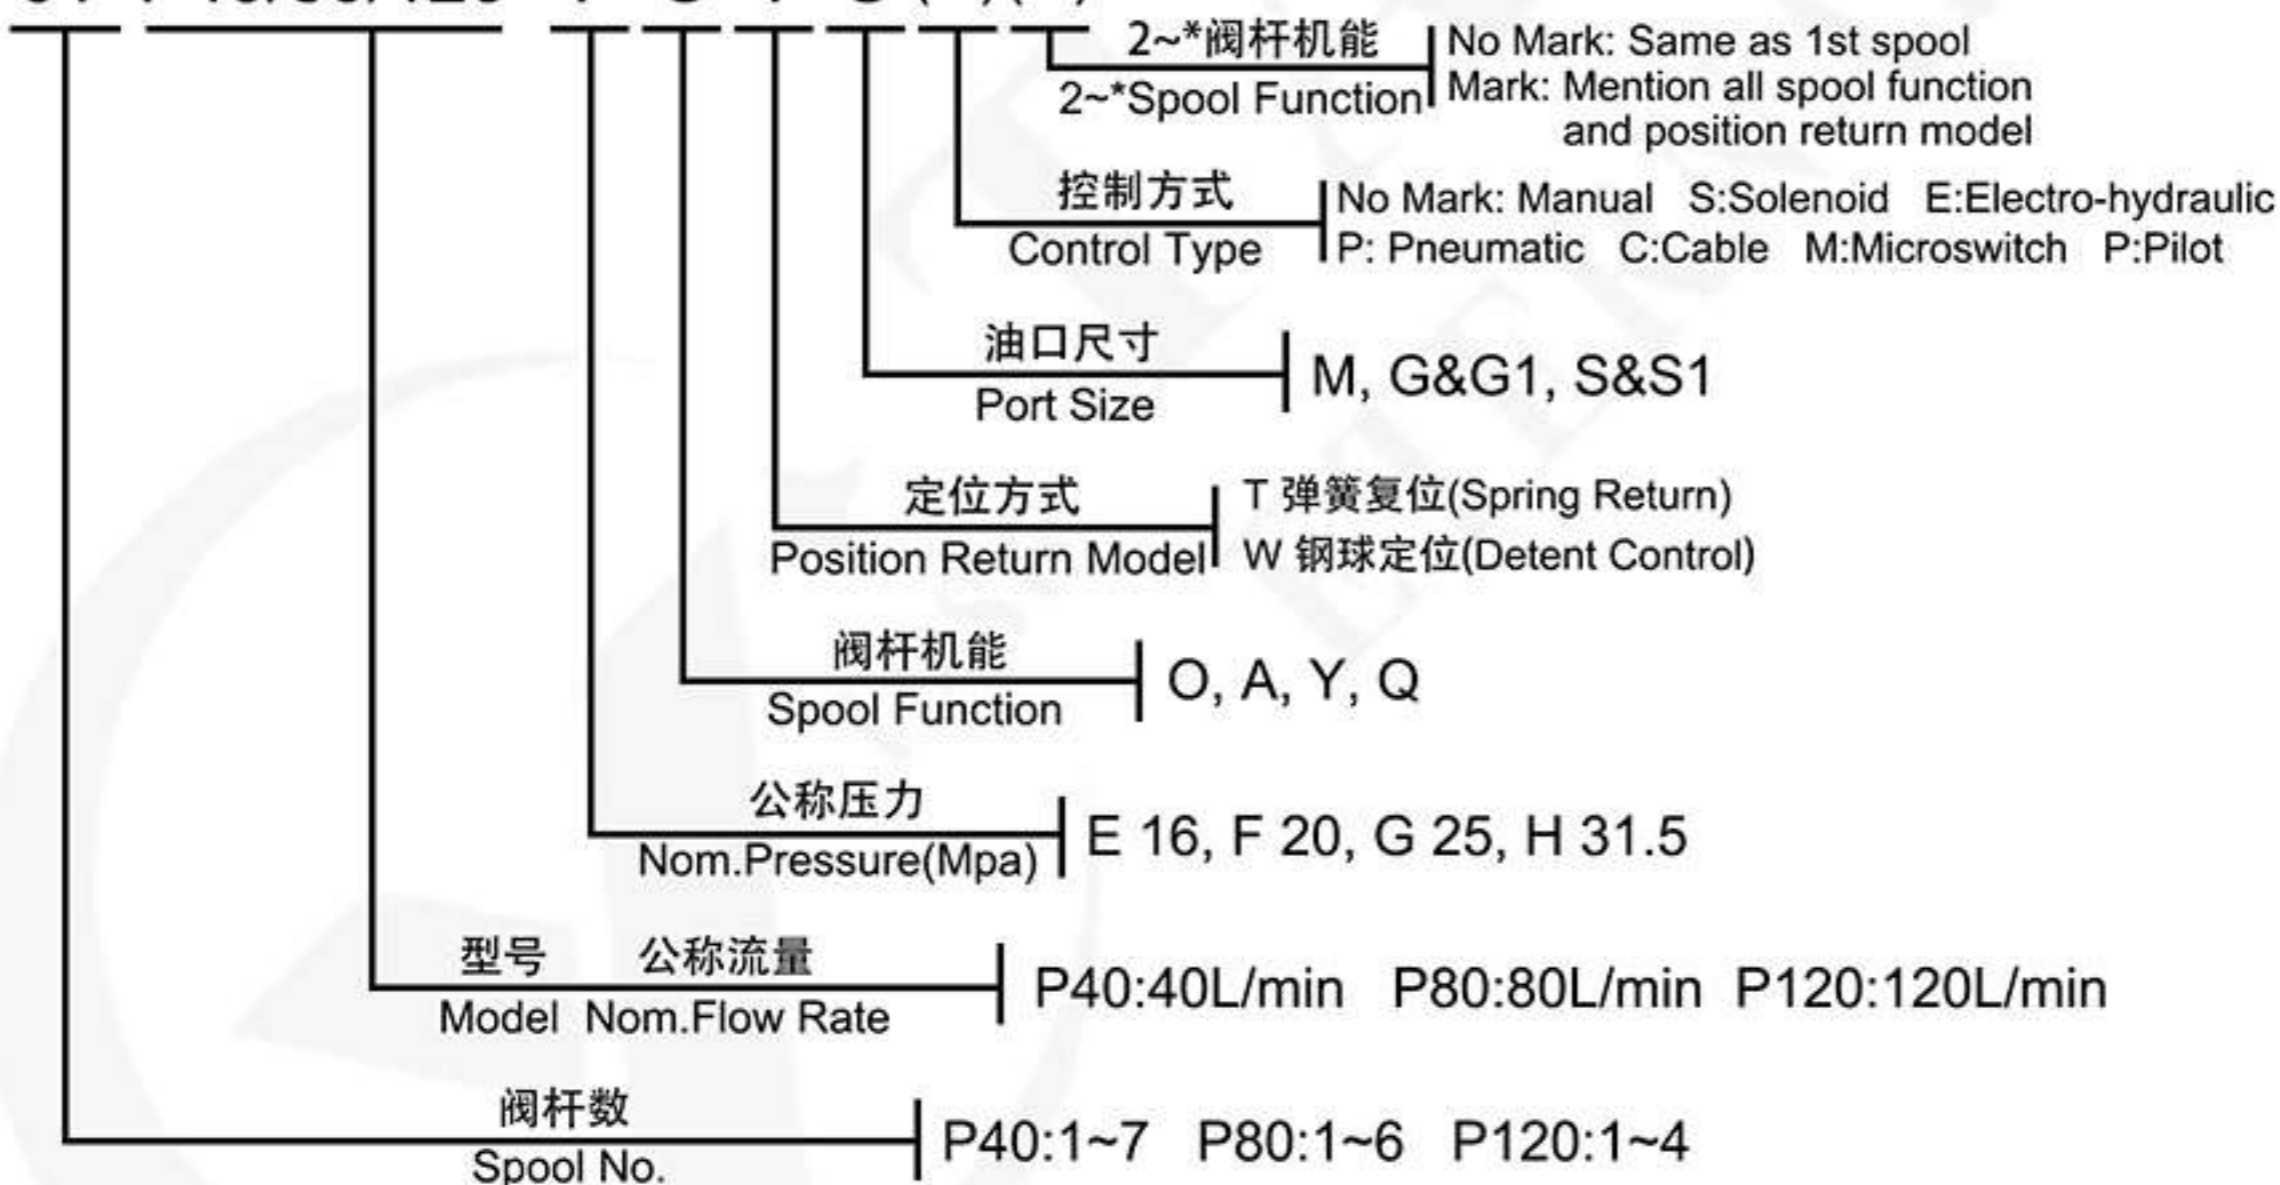 2~*阀杆机能
2~*Spool Function
No Mark: Same as 1st spool
Mark: Mention all spool function
and position return model
控制方式
Control Type
No Mark: Manual S:Solenoid E:Electro-hydraulic
P: Pneumatic C:Cable M:Microswitch P:Pilot
油口尺寸
Port Size
M, G&G1, S&S1
定位方式
Position Return Model
T 弹簧复位(Spring Return)
W 钢球定位(Detent Control)
阀杆机能
Spool Function
O, A, Y, Q
公称压力
Nom.Pressure(Mpa)
E 16, F 20, G 25, H 31.5
型号 公称流量
Model Nom.Flow Rate
P40:40L/min P80:80L/min P120:120L/min
阀杆数
Spool No.
P40:1~7 P80:1~6 P120:1~4